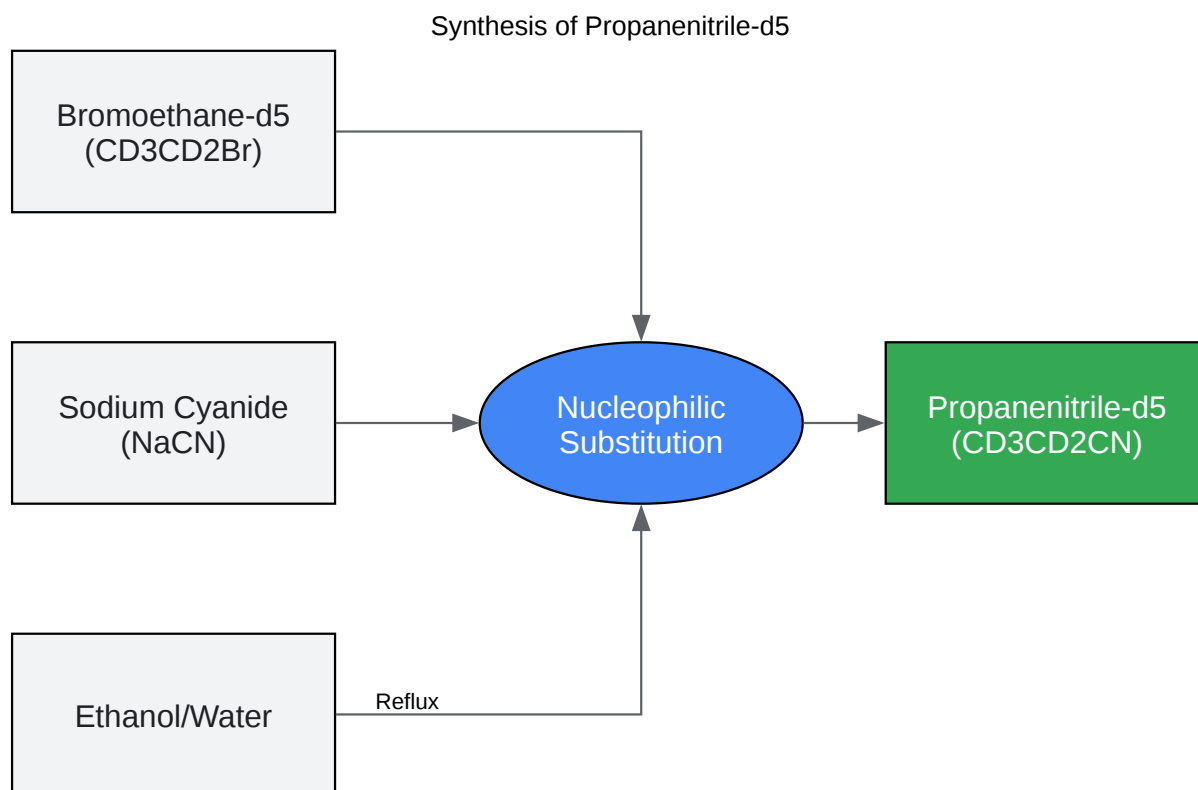 Synthesis of Propanenitrile-d5
Bromoethane-d5
(CD3CD2Br)
Sodium Cyanide
(NaCN)
Nucleophilic
Substitution
Propanenitrile-d5
(CD3CD2CN)
Ethanol/Water
Reflux